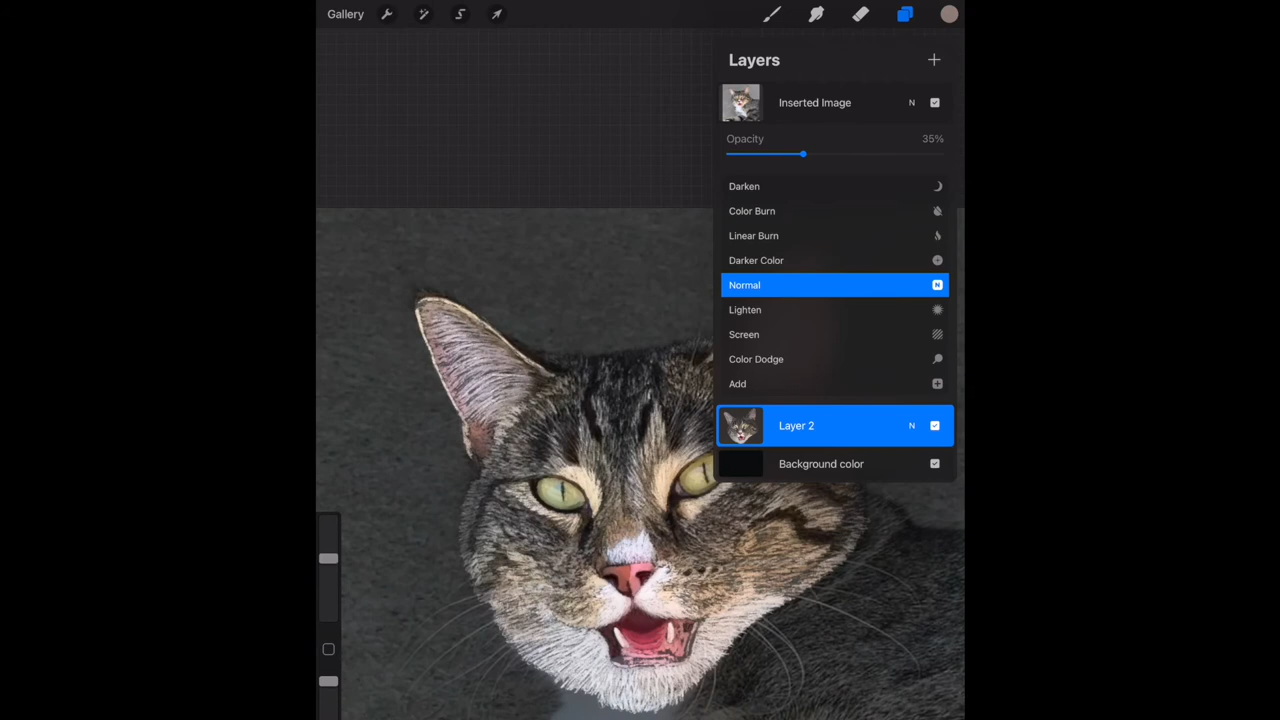 Gallery
Layers
Inserted Image N
Opacity 35%
Darken
Color Burn
Linear Burn
Darker Color
Normal N
Lighten
Screen
Color Dodge
Add
Layer 2 N
Background color